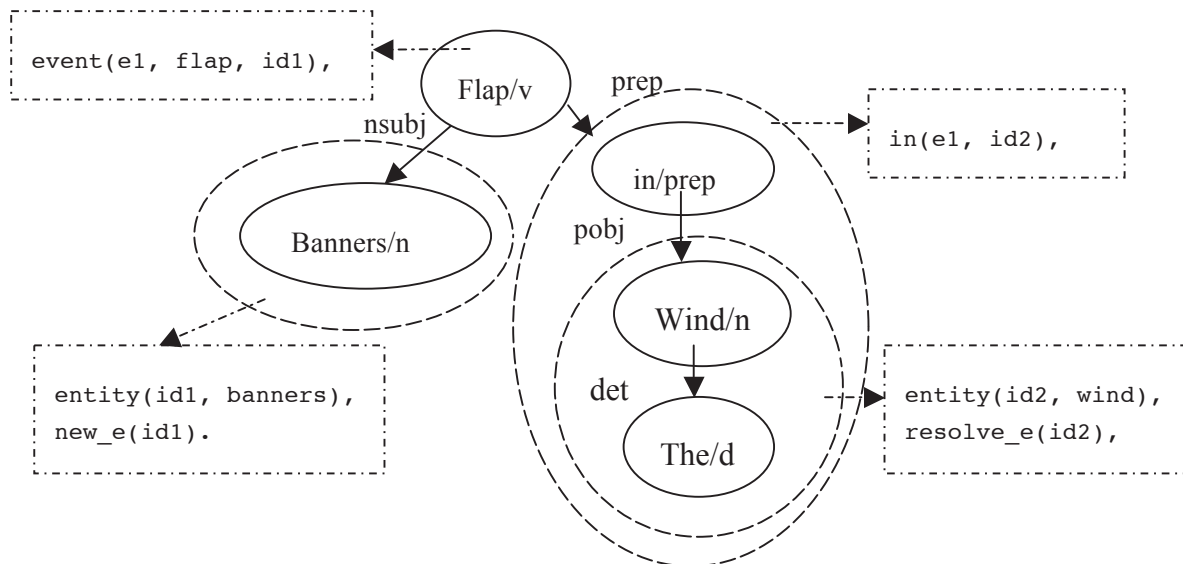 event(e1, flap, id1),
Flap/v
prep
nsubj
in(e1, id2),
in/prep
pobj
Banners/n
Wind/n
entity(id1, banners),
new_e(id1).
det
entity(id2, wind),
resolve_e(id2),
The/d